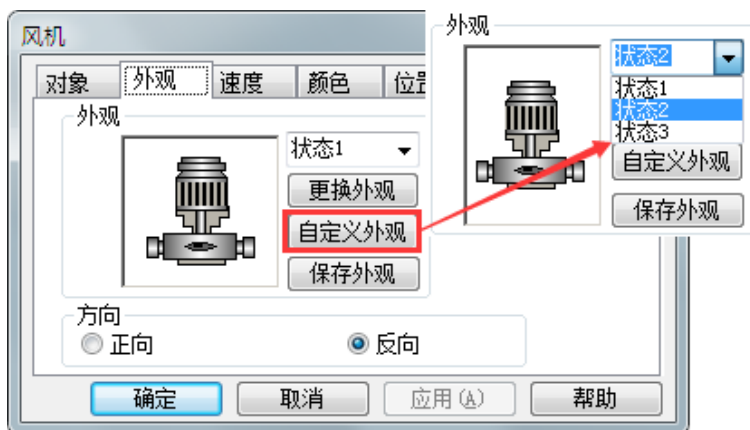 风机
对象 外观 速度 颜色 位置
外观
状态1
更换外观
自定义外观
保存外观
方向
正向 反向
确定 取消 应用(A) 帮助
外观
状态2
状态1
状态2
状态3
自定义外观
保存外观